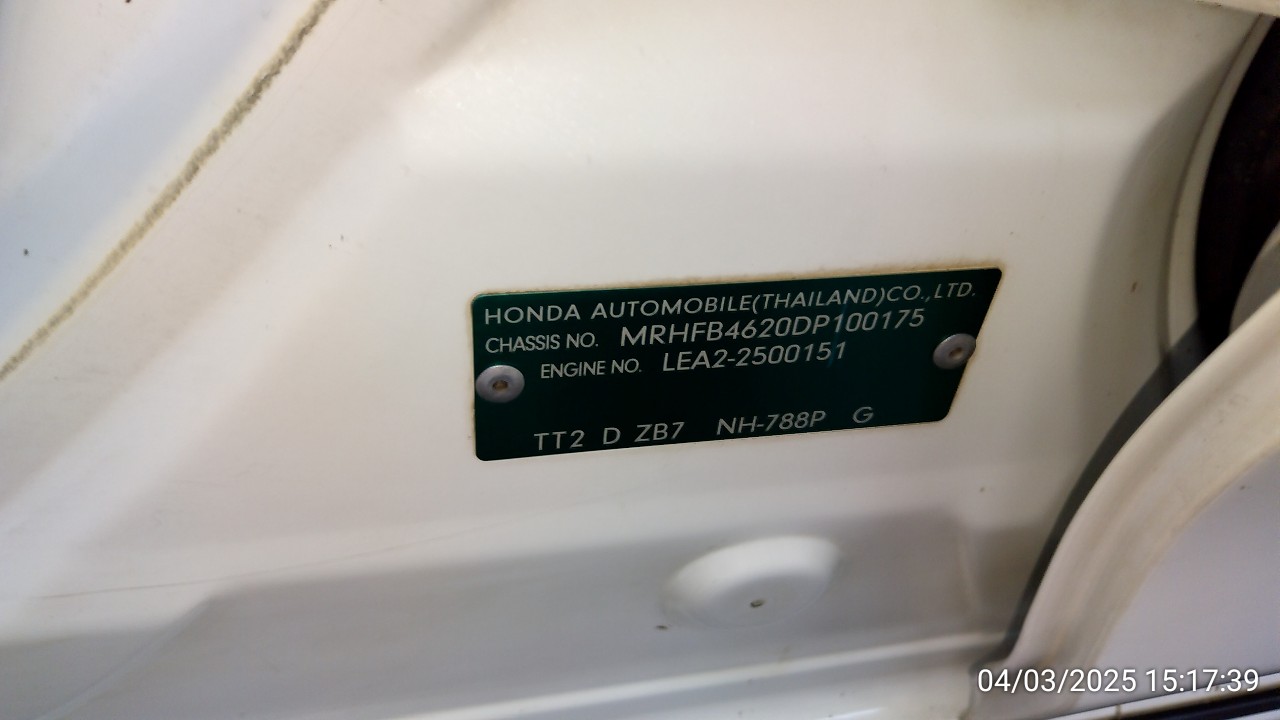 HONDA AUTOMOBILE(THAILAND)CO.,LTD.
CHASSIS NO. MRHFB4620DP100175
ENGINE NO. LEA2-2500151
TT2 D ZB7 NH-788P G
04/03/2025 15:17:39